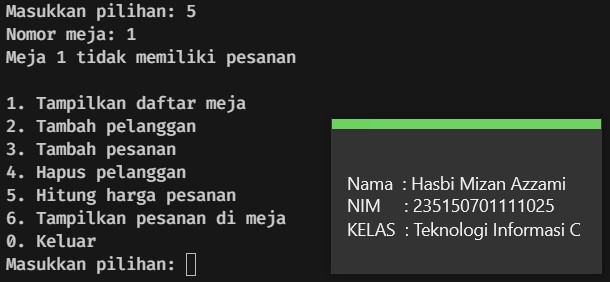 Masukkan pilihan: 5
Nomor meja: 1
Meja 1 tidak memiliki pesanan
1. Tampilkan daftar meja
2. Tambah pelanggan
3. Tambah pesanan
4. Hapus pelanggan
5. Hitung harga pesanan
6. Tampilkan pesanan di meja
0. Keluar
Masukkan pilihan:
Nama : Hasbi Mizan Azzami
NIM : 235150701111025
KELAS : Teknologi Informasi C